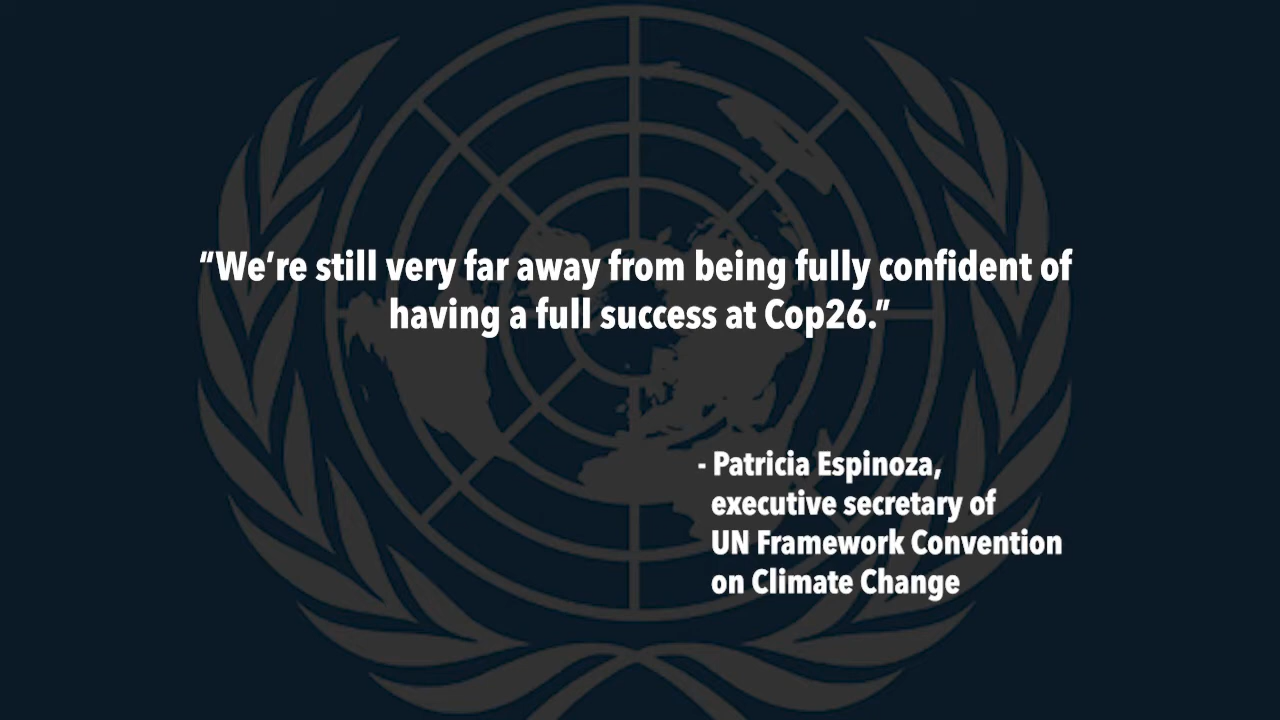 “We’re still very far away from being fully confident of
having a full success at Cop26.”
- Patricia Espinoza,
executive secretary of
UN Framework Convention
on Climate Change